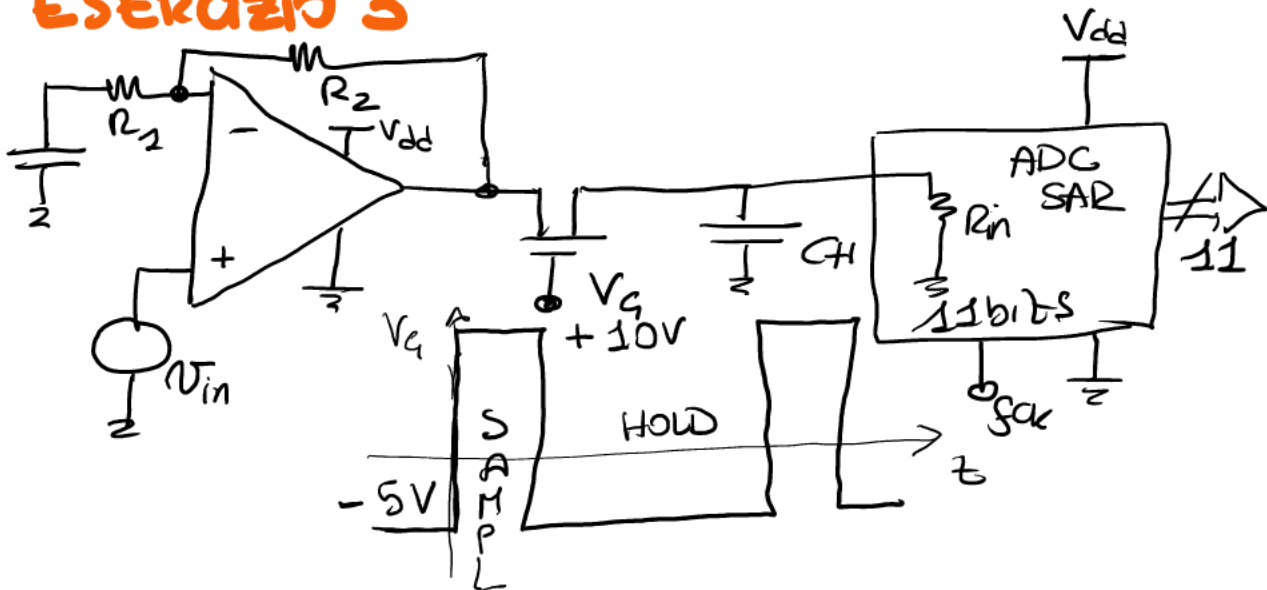 ESERCIZIO 3
Vdd
R1
R2
Vdd
-
+
ADC
SAR
Rin
11bits
11
CH
VG
+10V
VG
Vin
SAMPL
HOLD
-5V
t
fck